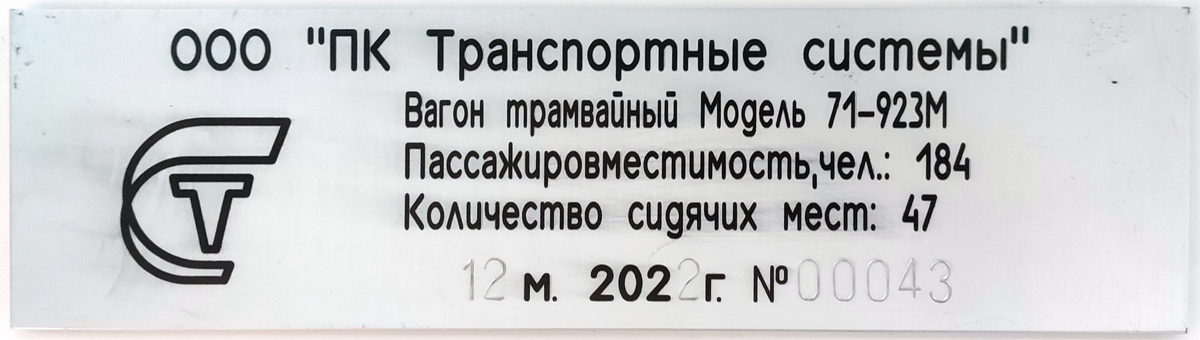 ООО "ПК Транспортные системы"
Вагон трамвайный Модель 71-923М
Пассажировместимость,чел.: 184
Количество сидячих мест: 47
12 м. 2022г. №00043
СТ